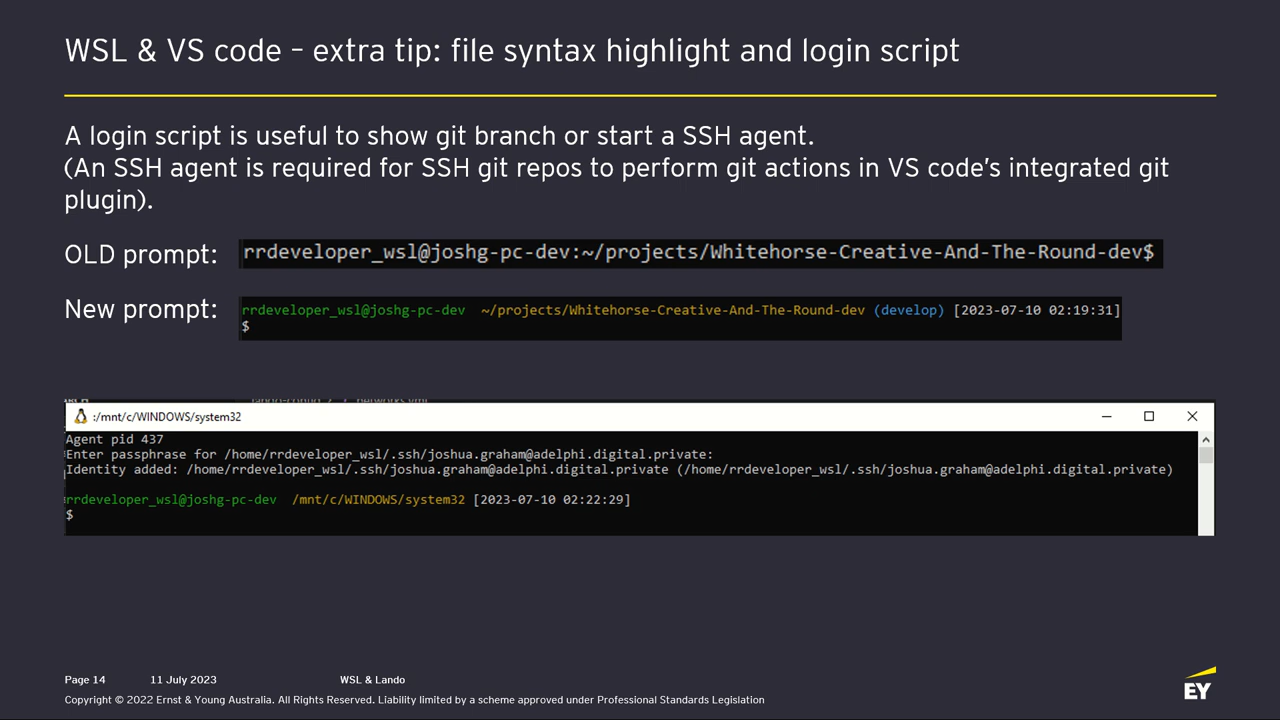 WSL & VS code – extra tip: file syntax highlight and login script
A login script is useful to show git branch or start a SSH agent.
(An SSH agent is required for SSH git repos to perform git actions in VS code’s integrated git
plugin).
OLD prompt:
rrdeveloper_wsl@joshg-pc-dev:~/projects/Whitehorse-Creative-And-The-Round-dev$
New prompt:
rrdeveloper_wsl@joshg-pc-dev ~/projects/Whitehorse-Creative-And-The-Round-dev (develop) [2023-07-10 02:19:31]
$
:/mnt/c/WINDOWS/system32
Agent pid 437
Enter passphrase for /home/rrdeveloper_wsl/.ssh/joshua.graham@adelphi.digital.private:
Identity added: /home/rrdeveloper_wsl/.ssh/joshua.graham@adelphi.digital.private (/home/rrdeveloper_wsl/.ssh/joshua.graham@adelphi.digital.private)
rrdeveloper_wsl@joshg-pc-dev /mnt/c/WINDOWS/system32 [2023-07-10 02:22:29]
$
Page 14 11 July 2023 WSL & Lando
Copyright © 2022 Ernst & Young Australia. All Rights Reserved. Liability limited by a scheme approved under Professional Standards Legislation
EY